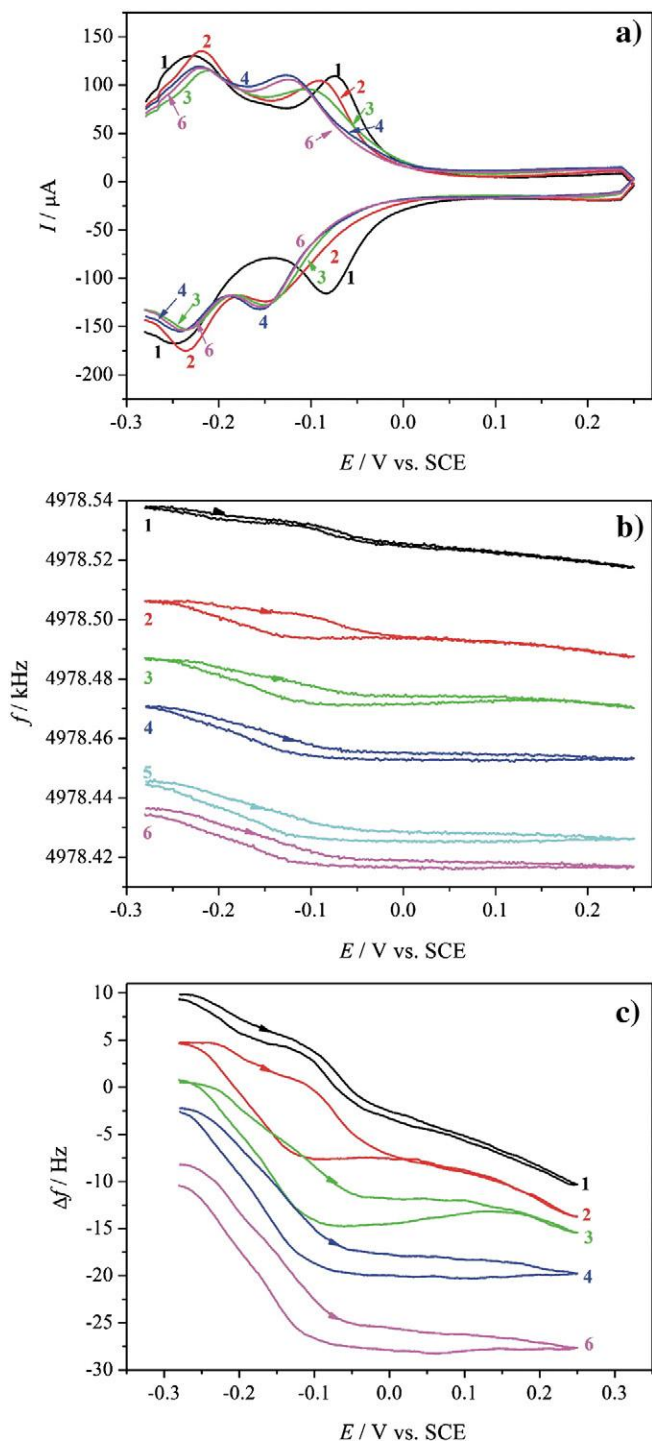 a)
150
100
50
0
-50
-100
-150
-200
I / µA
1 2 4 1
3 6 2 3 4 6
6 2 3 1
4 3 6 4
1 2
-0.3 -0.2 -0.1 0.0 0.1 0.2
E / V vs. SCE
b)
4978.54
4978.52
4978.50
4978.48
4978.46
4978.44
4978.42
f / kHz
1
2
3
4
5
6
-0.3 -0.2 -0.1 0.0 0.1 0.2
E / V vs. SCE
c)
10
5
0
-5
-10
-15
-20
-25
-30
Δf / Hz
1
2
3
4
6
-0.3 -0.2 -0.1 0.0 0.1 0.2 0.3
E / V vs. SCE